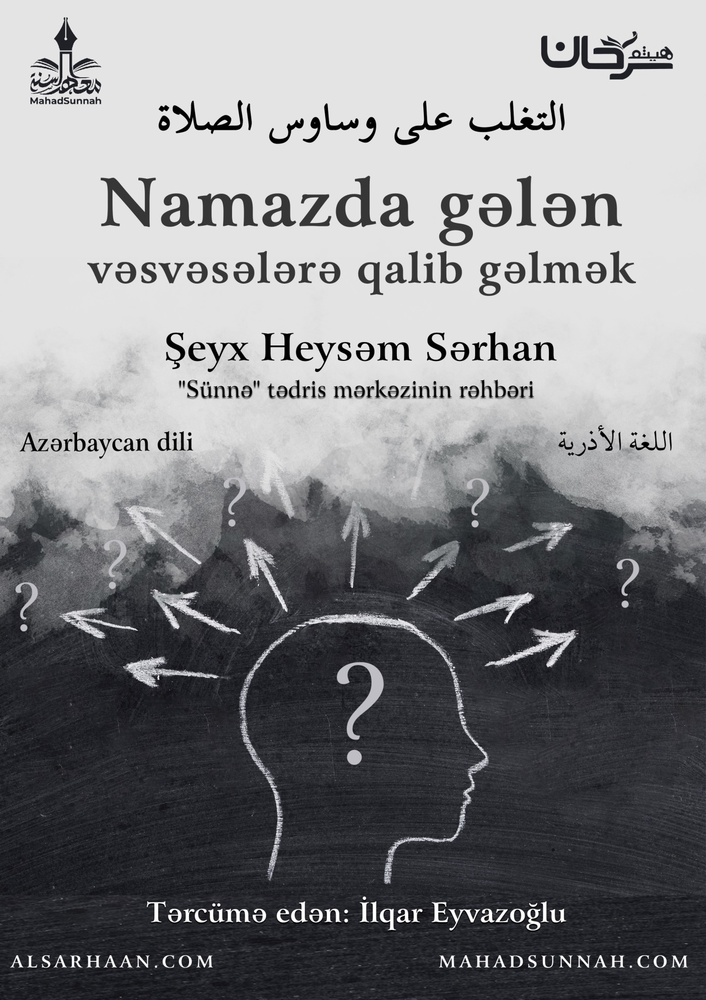 معهد السنة
MahadSunnah
هيثم سرحان
التغلب على وساوس الصلاة
Namazda gələn
vəsvəsələrə qalib gəlmək
Şeyx Heysəm Sərhan
"Sünnə" tədris mərkəzinin rəhbəri
Azərbaycan dili
اللغة الأذرية
?
?
?
?
?
?
Tərcümə edən: İlqar Eyvazoğlu
ALSARHAAN.COM
MAHADSUNNAH.COM